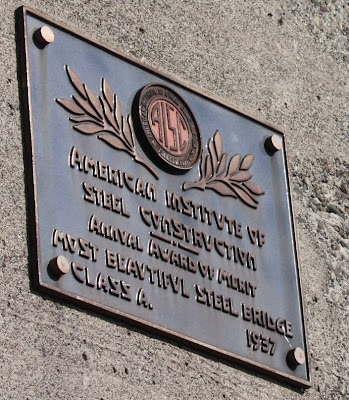 AISC
AMERICAN INSTITUTE OF
STEEL CONSTRUCTION
ANNUAL AWARD OF MERIT
MOST BEAUTIFUL STEEL BRIDGE
CLASS A. 1937